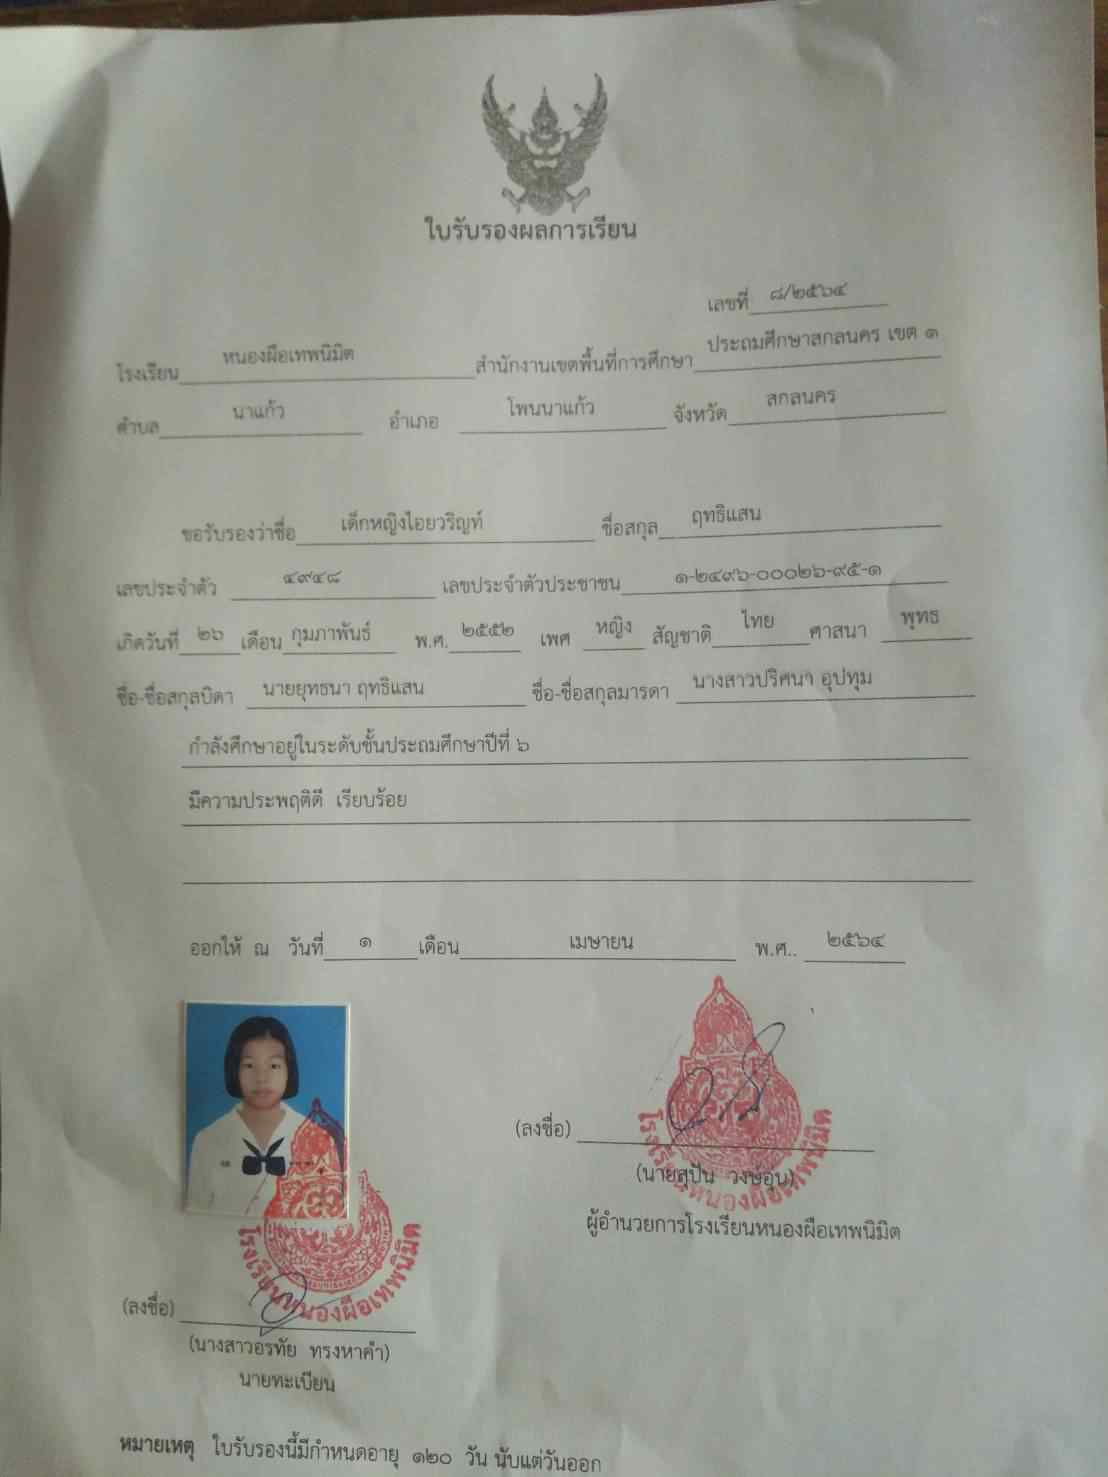 ใบรับรองผลการเรียน
เลขที่ ๘/๒๕๖๔
โรงเรียน หนองผือเทพนิมิต สำนักงานเขตพื้นที่การศึกษา ประถมศึกษาสกลนคร เขต ๑
ตำบล นาแก้ว อำเภอ โพนนาแก้ว จังหวัด สกลนคร
ขอรับรองว่าชื่อ เด็กหญิงไอยวริญท์ ชื่อสกุล ฤทธิแสน
เลขประจำตัว ๔๙๔๘ เลขประจำตัวประชาชน ๑-๒๔๙๖-๐๐๐๒๖-๙๕-๑
เกิดวันที่ ๒๖ เดือน กุมภาพันธ์ พ.ศ. ๒๕๕๒ เพศ หญิง สัญชาติ ไทย ศาสนา พุทธ
ชื่อ-ชื่อสกุลบิดา นายยุทธนา ฤทธิแสน ชื่อ-ชื่อสกุลมารดา นางสาวปริศนา อุปทุม
กำลังศึกษาอยู่ในระดับชั้นประถมศึกษาปีที่ ๖
มีความประพฤติดี เรียบร้อย
ออกให้ ณ วันที่ ๑ เดือน เมษายน พ.ศ.. ๒๕๖๔
(ลงชื่อ)
โรงเรียนหนองผือเทพนิมิต
(นายสุปัน วงษ์อุ่น)
ผู้อำนวยการโรงเรียนหนองผือเทพนิมิต
โรงเรียนหนองผือเทพนิมิต
(ลงชื่อ)
(นางสาวอรทัย ทรงหาคำ)
นายทะเบียน
หมายเหตุ ใบรับรองนี้มีกำหนดอายุ ๑๒๐ วัน นับแต่วันออก